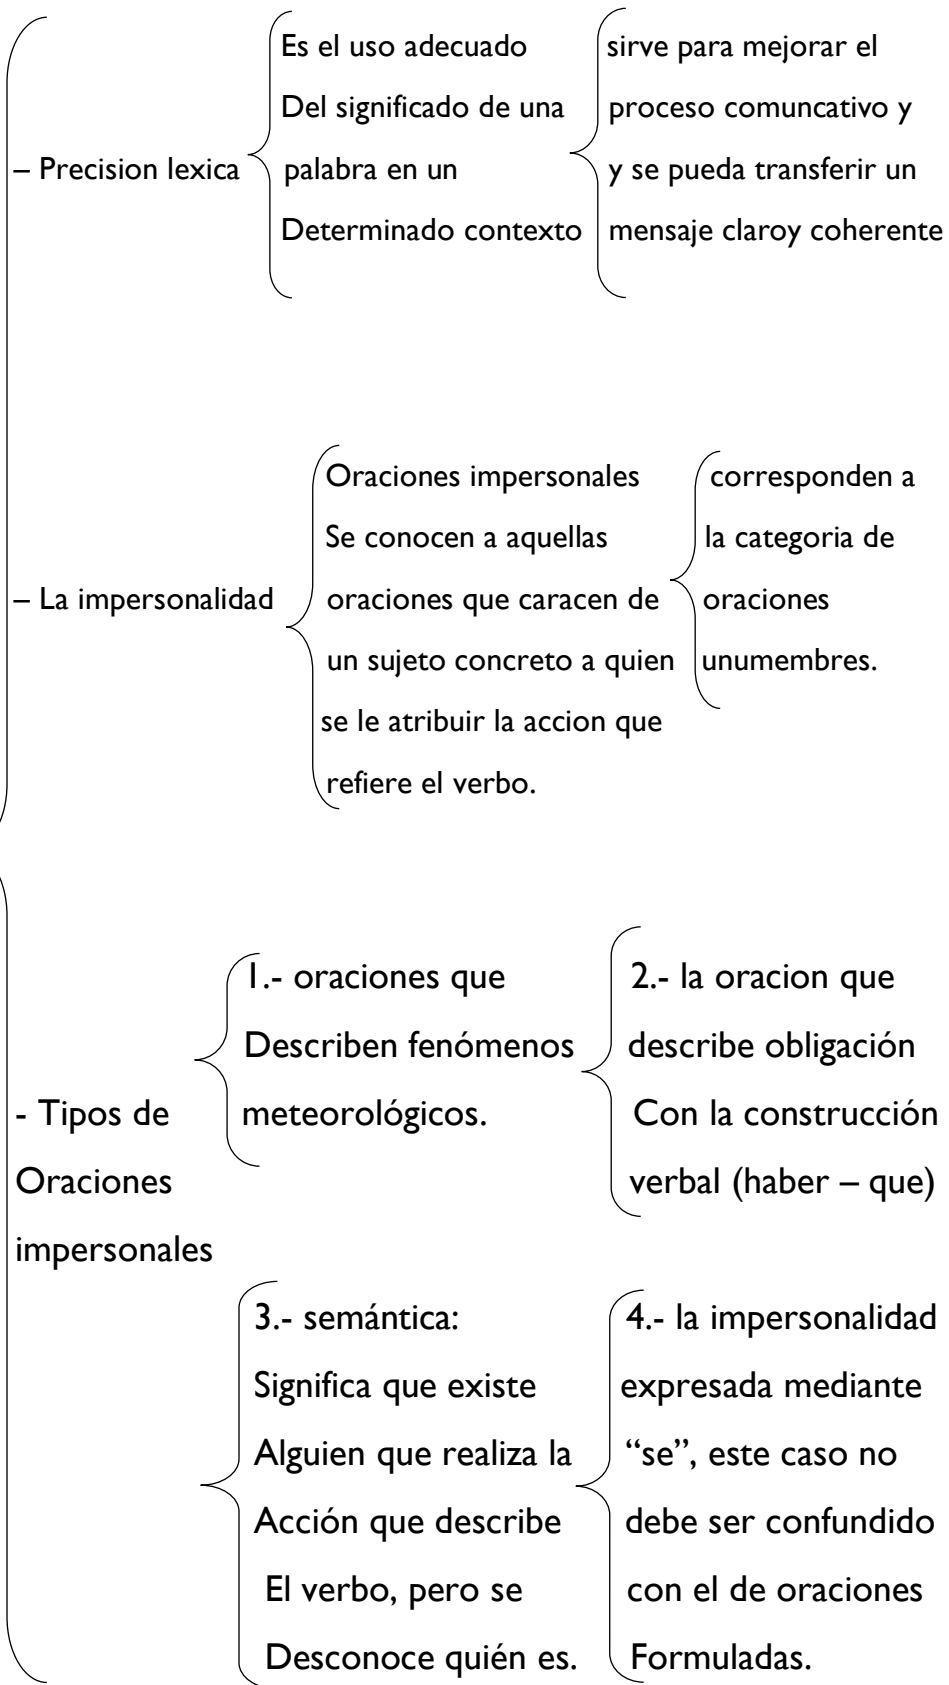 – Precision lexica
Es el uso adecuado
Del significado de una
palabra en un
Determinado contexto
sirve para mejorar el
proceso comuncativo y
y se pueda transferir un
mensaje claroy coherente
– La impersonalidad
Oraciones impersonales
Se conocen a aquellas
oraciones que caracen de
un sujeto concreto a quien
se le atribuir la accion que
refiere el verbo.
corresponden a
la categoria de
oraciones
unumembres.
- Tipos de
Oraciones
impersonales
1.- oraciones que
Describen fenómenos
meteorológicos.
2.- la oracion que
describe obligación
Con la construcción
verbal (haber – que)
3.- semántica:
Significa que existe
Alguien que realiza la
Acción que describe
El verbo, pero se
Desconoce quién es.
4.- la impersonalidad
expresada mediante
“se”, este caso no
debe ser confundido
con el de oraciones
Formuladas.